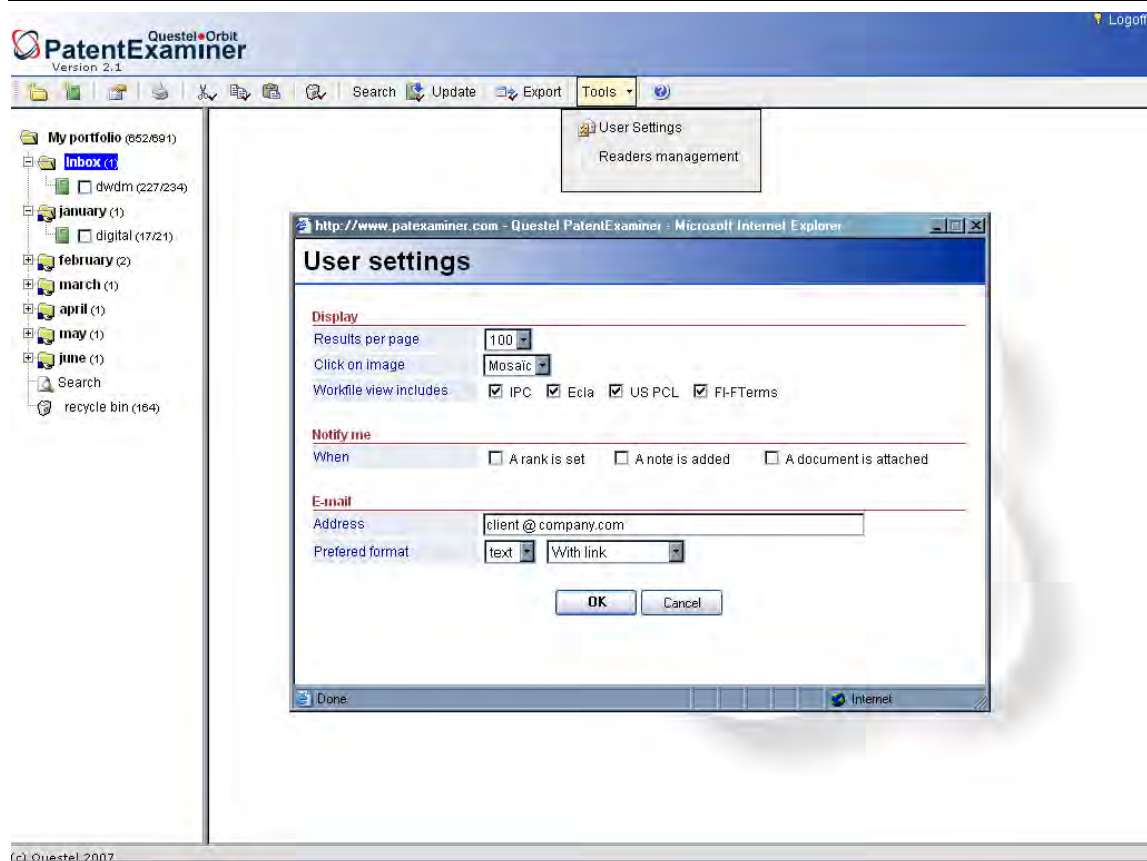 Logoff
Questel Orbit
PatentExaminer
Version 2.1
Search Update Export Tools
User Settings
Readers management
My portfolio (652/691)
Inbox (1)
dwdm (227/234)
january (1)
digital (17/21)
february (2)
march (1)
april (1)
may (1)
june (1)
Search
recycle bin (164)
http://www.patexaminer.com - Questel PatentExaminer - Microsoft Internet Explorer
User settings
Display
Results per page 100
Click on image Mosaïc
Workfile view includes IPC Ecla US PCL FI-FTerms
Notify me
When A rank is set A note is added A document is attached
E-mail
Address client @ company.com
Prefered format text With link
OK Cancel
Done Internet
(c) Questel 2007